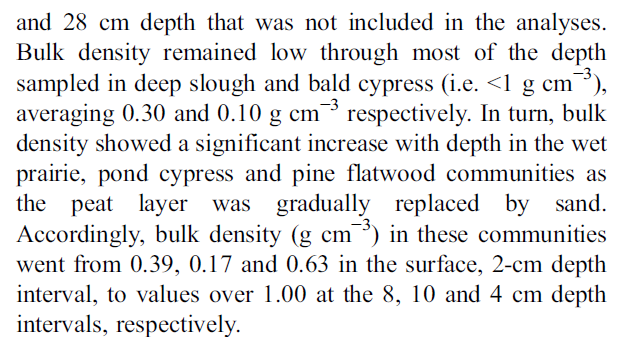 and 28 cm depth that was not included in the analyses.
Bulk density remained low through most of the depth
sampled in deep slough and bald cypress (i.e. <1 g cm⁻³),
averaging 0.30 and 0.10 g cm⁻³ respectively. In turn, bulk
density showed a significant increase with depth in the wet
prairie, pond cypress and pine flatwood communities as
the peat layer was gradually replaced by sand.
Accordingly, bulk density (g cm⁻³) in these communities
went from 0.39, 0.17 and 0.63 in the surface, 2-cm depth
interval, to values over 1.00 at the 8, 10 and 4 cm depth
intervals, respectively.